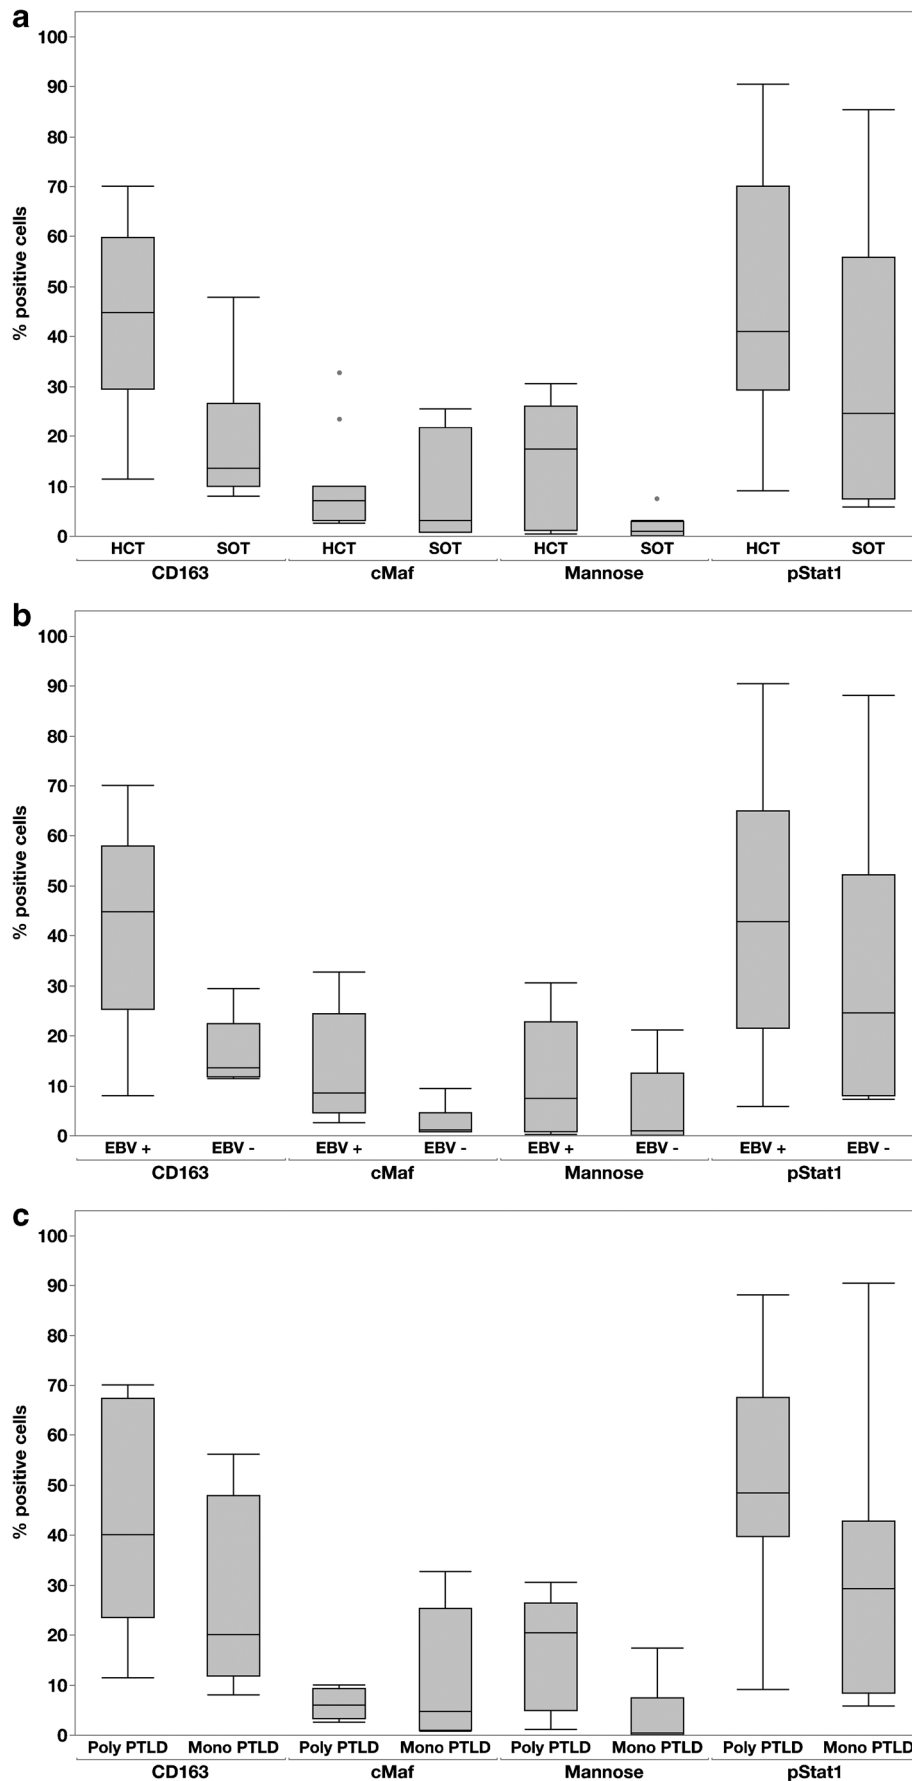 a
% positive cells
100
90
80
70
60
50
40
30
20
10
0
HCT SOT HCT SOT HCT SOT HCT SOT
CD163 cMaf Mannose pStat1
b
% positive cells
100
90
80
70
60
50
40
30
20
10
0
EBV + EBV - EBV + EBV - EBV + EBV - EBV + EBV -
CD163 cMaf Mannose pStat1
c
% positive cells
100
90
80
70
60
50
40
30
20
10
0
Poly PTLD Mono PTLD Poly PTLD Mono PTLD Poly PTLD Mono PTLD Poly PTLD Mono PTLD
CD163 cMaf Mannose pStat1